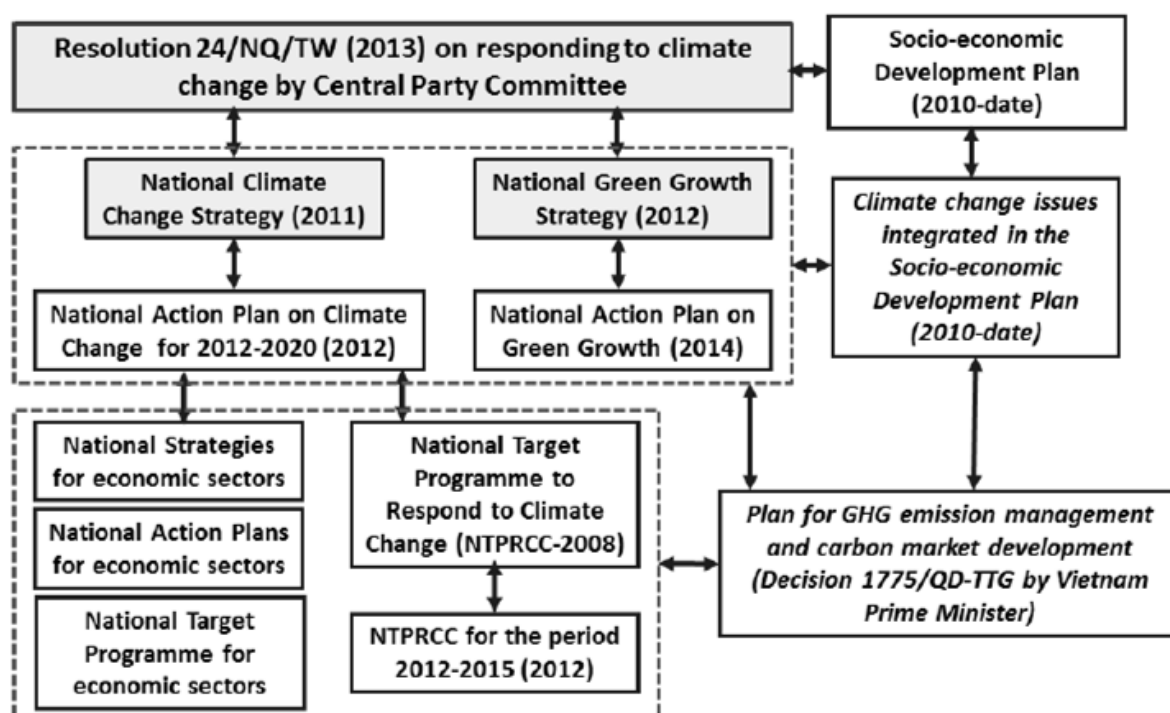 Resolution 24/NQ/TW (2013) on responding to climate
change by Central Party Committee
Socio-economic
Development Plan
(2010-date)
National Climate
Change Strategy (2011)
National Green Growth
Strategy (2012)
Climate change issues
integrated in the
Socio-economic
Development Plan
(2010-date)
National Action Plan on Climate
Change for 2012-2020 (2012)
National Action Plan on
Green Growth (2014)
National Strategies
for economic sectors
National Action Plans
for economic sectors
National Target
Programme for
economic sectors
National Target
Programme to
Respond to Climate
Change (NTPRCC-2008)
NTPRCC for the period
2012-2015 (2012)
Plan for GHG emission management
and carbon market development
(Decision 1775/QD-TTG by Vietnam
Prime Minister)